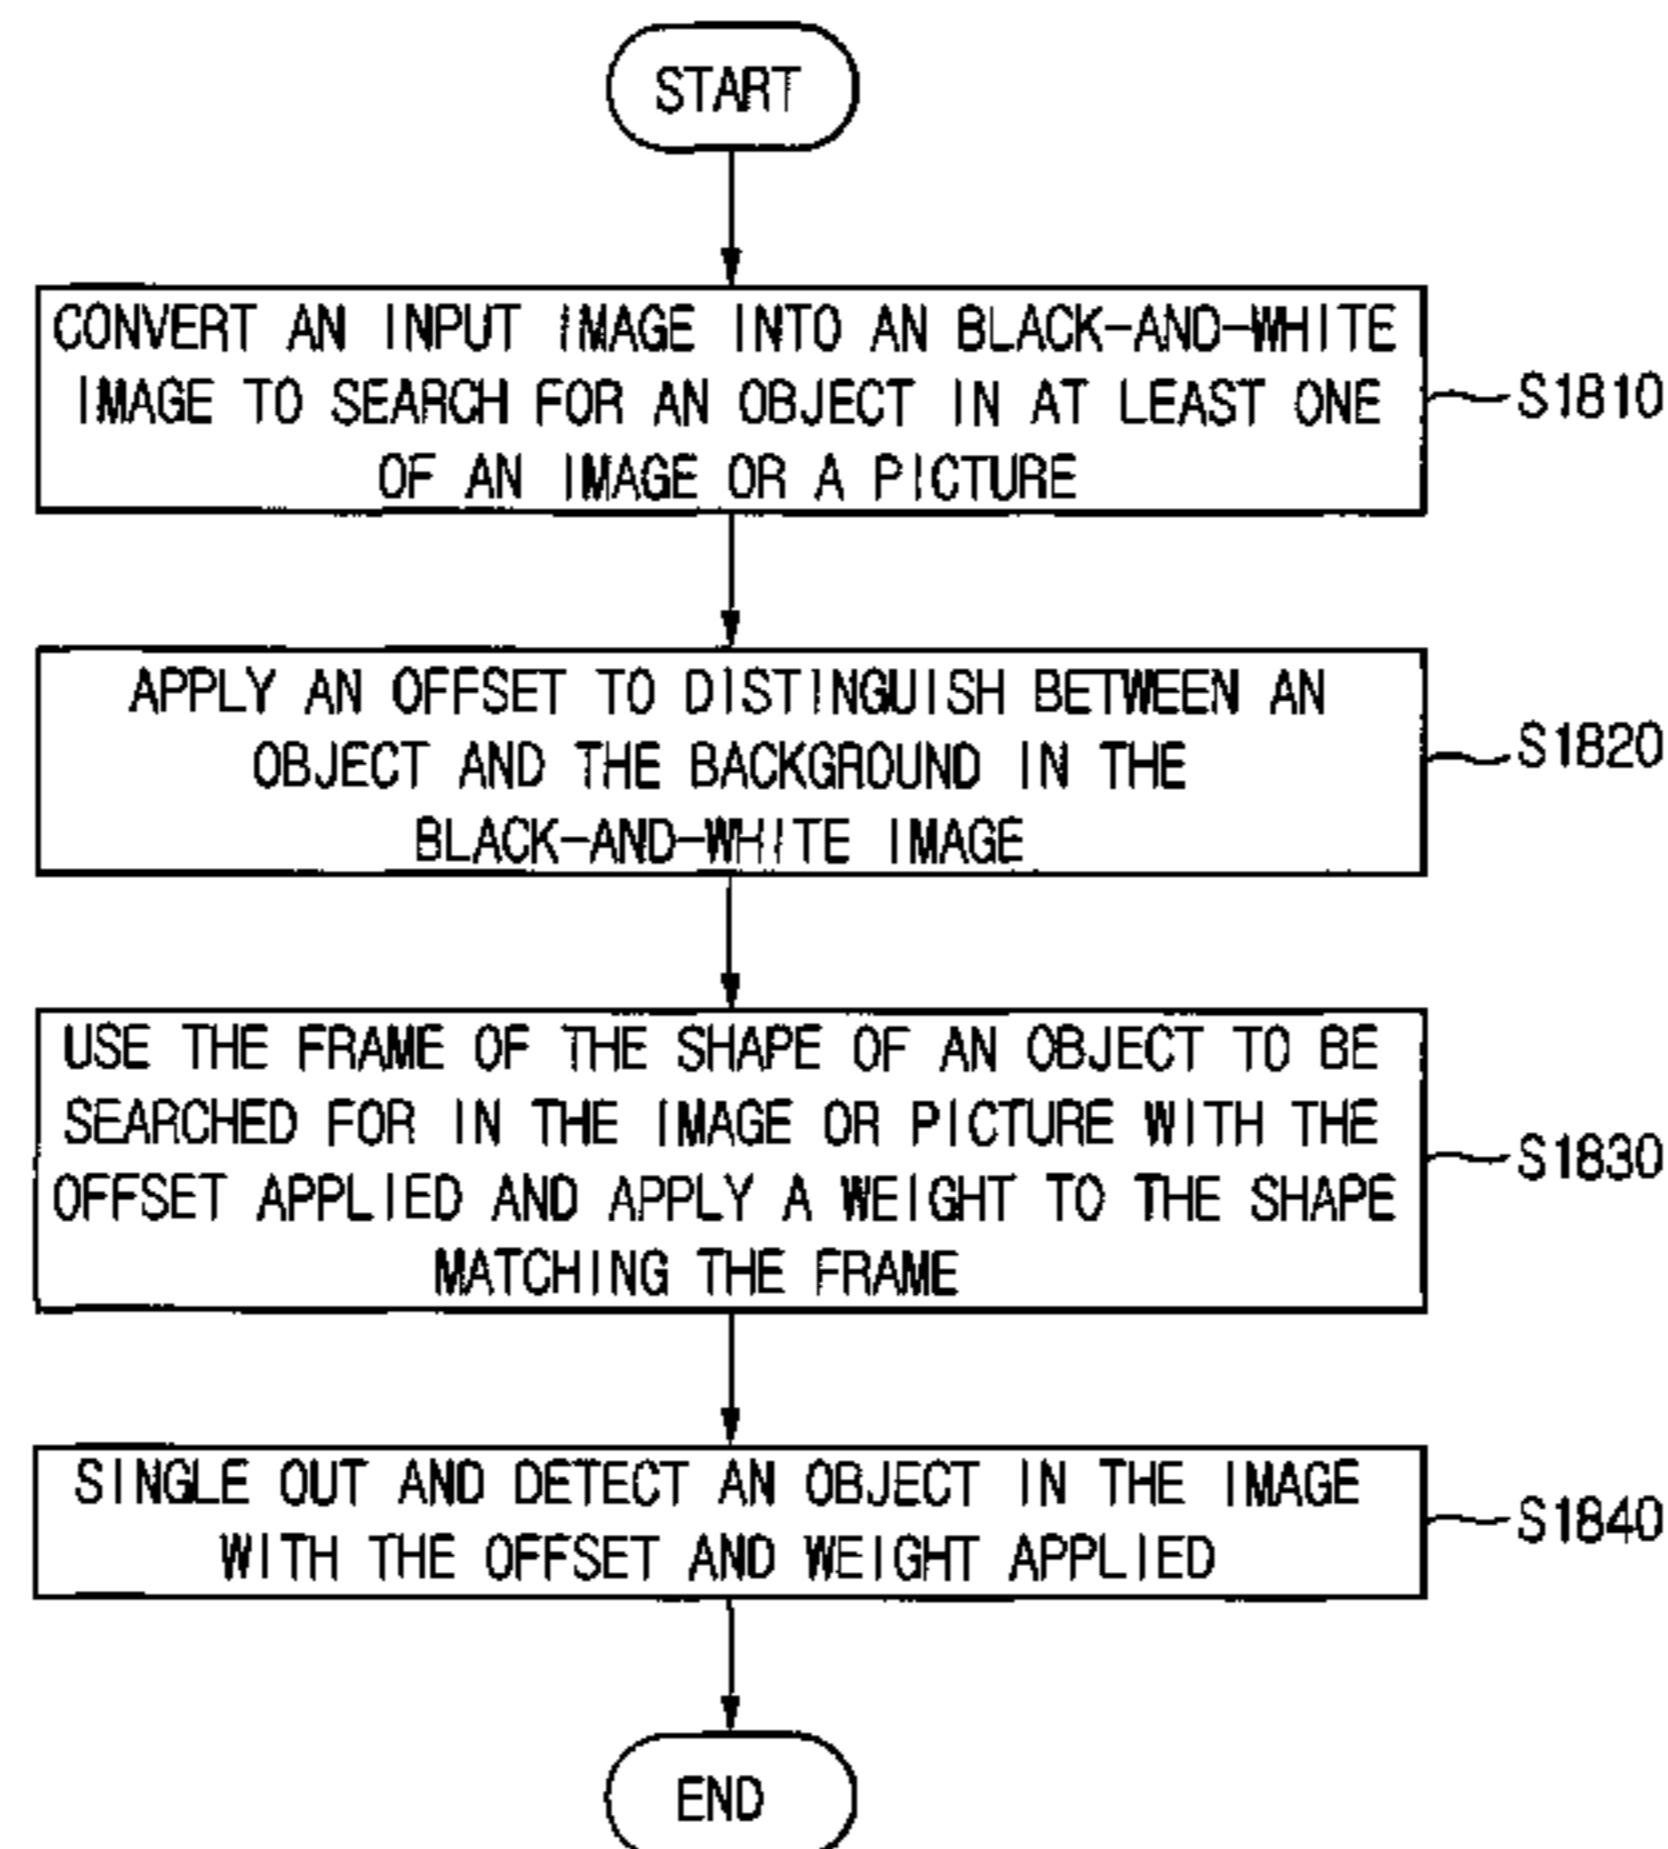 START
CONVERT AN INPUT IMAGE INTO AN BLACK-AND-WHITE
IMAGE TO SEARCH FOR AN OBJECT IN AT LEAST ONE
OF AN IMAGE OR A PICTURE
S1810
APPLY AN OFFSET TO DISTINGUISH BETWEEN AN
OBJECT AND THE BACKGROUND IN THE
BLACK-AND-WHITE IMAGE
S1820
USE THE FRAME OF THE SHAPE OF AN OBJECT TO BE
SEARCHED FOR IN THE IMAGE OR PICTURE WITH THE
OFFSET APPLIED AND APPLY A WEIGHT TO THE SHAPE
MATCHING THE FRAME
S1830
SINGLE OUT AND DETECT AN OBJECT IN THE IMAGE
WITH THE OFFSET AND WEIGHT APPLIED
S1840
END